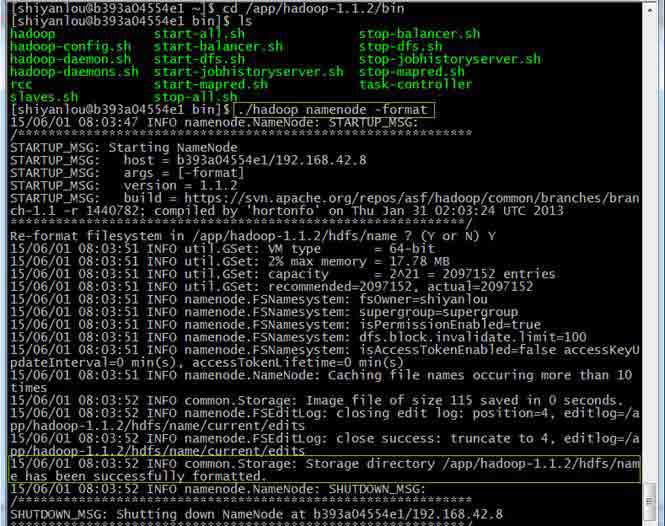 [shiyanlou@b393a04554e1 ~]$ cd /app/hadoop-1.1.2/bin
[shiyanlou@b393a04554e1 bin]$ ls
hadoop start-all.sh stop-balancer.sh
hadoop-config.sh start-balancer.sh stop-dfs.sh
hadoop-daemon.sh start-dfs.sh stop-jobhistoryserver.sh
hadoop-daemons.sh start-jobhistoryserver.sh stop-mapred.sh
rcc start-mapred.sh task-controller
slaves.sh stop-all.sh
[shiyanlou@b393a04554e1 bin]$ ./hadoop namenode -format
15/06/01 08:03:47 INFO namenode.NameNode: STARTUP_MSG:
/************************************************************
STARTUP_MSG: Starting NameNode
STARTUP_MSG: host = b393a04554e1/192.168.42.8
STARTUP_MSG: args = [-format]
STARTUP_MSG: version = 1.1.2
STARTUP_MSG: build = https://svn.apache.org/repos/asf/hadoop/common/branches/bran
ch-1.1 -r 1440782; compiled by 'hortonfo' on Thu Jan 31 02:03:24 UTC 2013
************************************************************/
Re-format filesystem in /app/hadoop-1.1.2/hdfs/name ? (Y or N) Y
15/06/01 08:03:51 INFO util.GSet: VM type = 64-bit
15/06/01 08:03:51 INFO util.GSet: 2% max memory = 17.78 MB
15/06/01 08:03:51 INFO util.GSet: capacity = 2^21 = 2097152 entries
15/06/01 08:03:51 INFO util.GSet: recommended=2097152, actual=2097152
15/06/01 08:03:51 INFO namenode.FSNamesystem: fsOwner=shiyanlou
15/06/01 08:03:51 INFO namenode.FSNamesystem: supergroup=supergroup
15/06/01 08:03:51 INFO namenode.FSNamesystem: isPermissionEnabled=true
15/06/01 08:03:51 INFO namenode.FSNamesystem: dfs.block.invalidate.limit=100
15/06/01 08:03:51 INFO namenode.FSNamesystem: isAccessTokenEnabled=false accessKeyU
pdateInterval=0 min(s), accessTokenLifetime=0 min(s)
15/06/01 08:03:51 INFO namenode.NameNode: Caching file names occuring more than 10
times
15/06/01 08:03:52 INFO common.Storage: Image file of size 115 saved in 0 seconds.
15/06/01 08:03:52 INFO namenode.FSEditLog: closing edit log: position=4, editlog=/a
pp/hadoop-1.1.2/hdfs/name/current/edits
15/06/01 08:03:52 INFO namenode.FSEditLog: close success: truncate to 4, editlog=/a
pp/hadoop-1.1.2/hdfs/name/current/edits
15/06/01 08:03:52 INFO common.Storage: Storage directory /app/hadoop-1.1.2/hdfs/nam
e has been successfully formatted.
15/06/01 08:03:52 INFO namenode.NameNode: SHUTDOWN_MSG:
/************************************************************
SHUTDOWN_MSG: Shutting down NameNode at b393a04554e1/192.168.42.8
************************************************************/